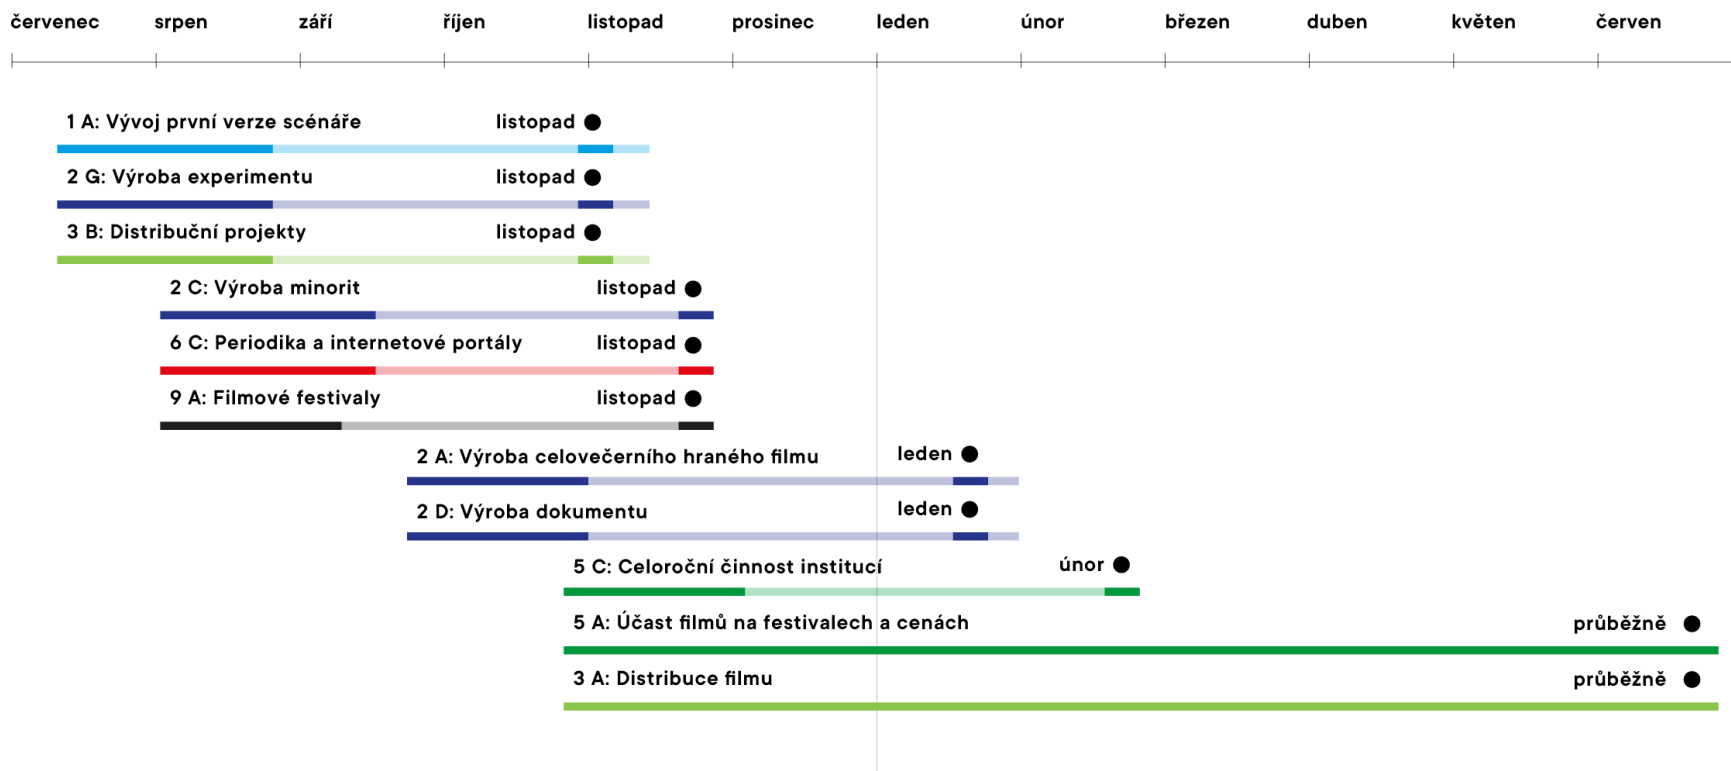 červenec srpen září říjen listopad prosinec leden únor březen duben květen červen
1 A: Vývoj první verze scénáře listopad
2 G: Výroba experimentu listopad
3 B: Distribuční projekty listopad
2 C: Výroba minorit listopad
6 C: Periodika a internetové portály listopad
9 A: Filmové festivaly listopad
2 A: Výroba celovečerního hraného filmu leden
2 D: Výroba dokumentu leden
5 C: Celoroční činnost institucí únor
5 A: Účast filmů na festivalech a cenách průběžně
3 A: Distribuce filmu průběžně